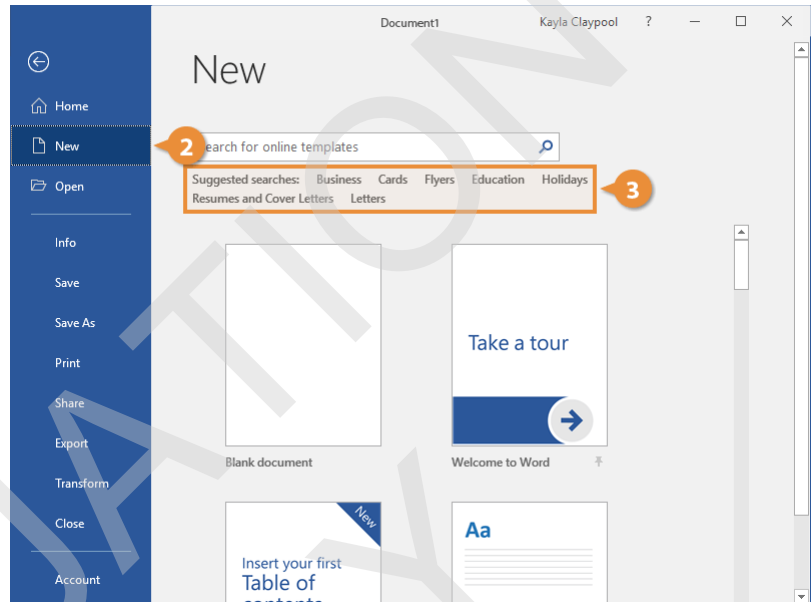 Document1 Kayla Claypool ?
New
Home
New
2
earch for online templates
Open
Suggested searches: Business Cards Flyers Education Holidays
Resumes and Cover Letters Letters
3
Info
Save
Save As
Print
Share
Export
Transform
Close
Account
Take a tour
Blank document
Welcome to Word
New
Insert your first
Table of
contents
Aa
UATION
Y